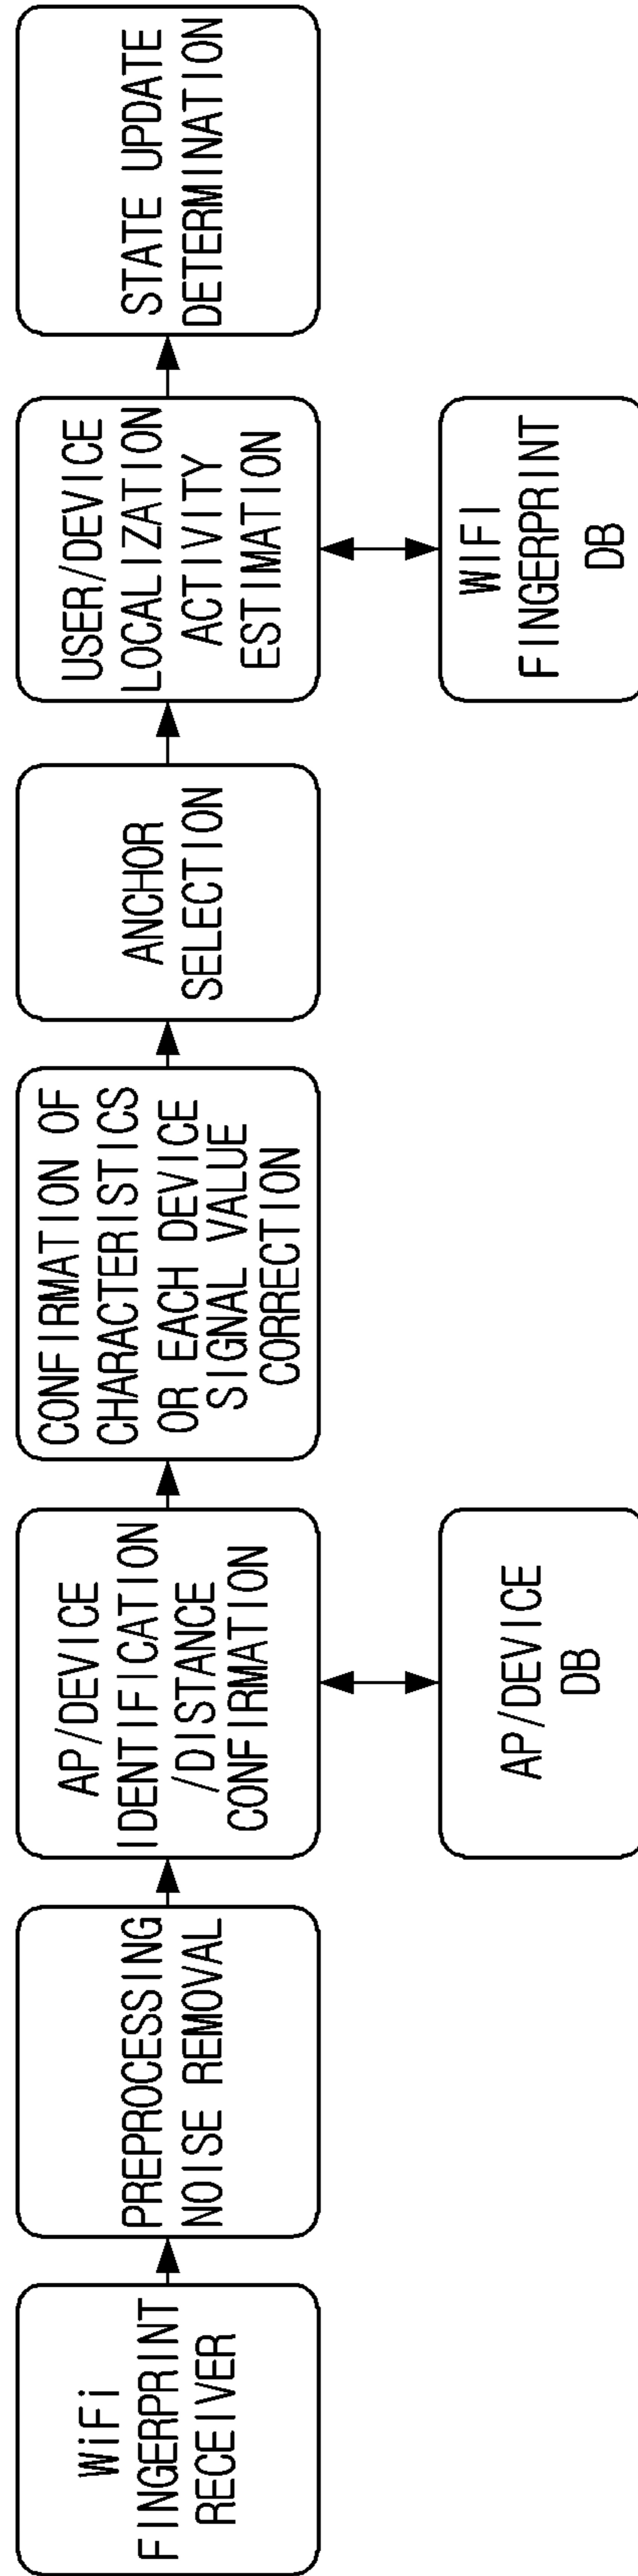 WiFi
FINGERPRINT
RECEIVER
PREPROCESSING
NOISE REMOVAL
AP/DEVICE
IDENTIFICATION
/DISTANCE
CONFIRMATION
CONFIRMATION OF
CHARACTERISTICS
OR EACH DEVICE
SIGNAL VALUE
CORRECTION
ANCHOR
SELECTION
USER/DEVICE
LOCALIZATION
ACTIVITY
ESTIMATION
STATE UPDATE
DETERMINATION
AP/DEVICE
DB
WIFI
FINGERPRINT
DB